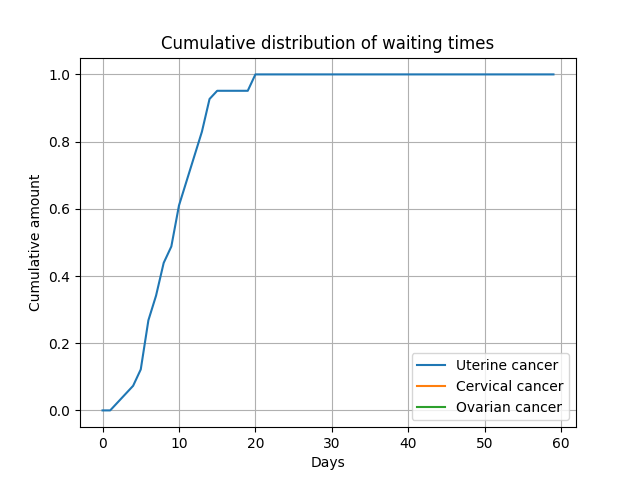 Cumulative distribution of waiting times
1.0
0.8
0.6
0.4
0.2
0.0
Cumulative amount
Uterine cancer
Cervical cancer
Ovarian cancer
0 10 20 30 40 50 60
Days